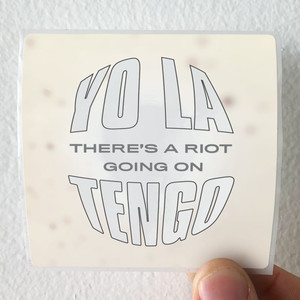 YO LA
THERE'S A RIOT
GOING ON
TENGO